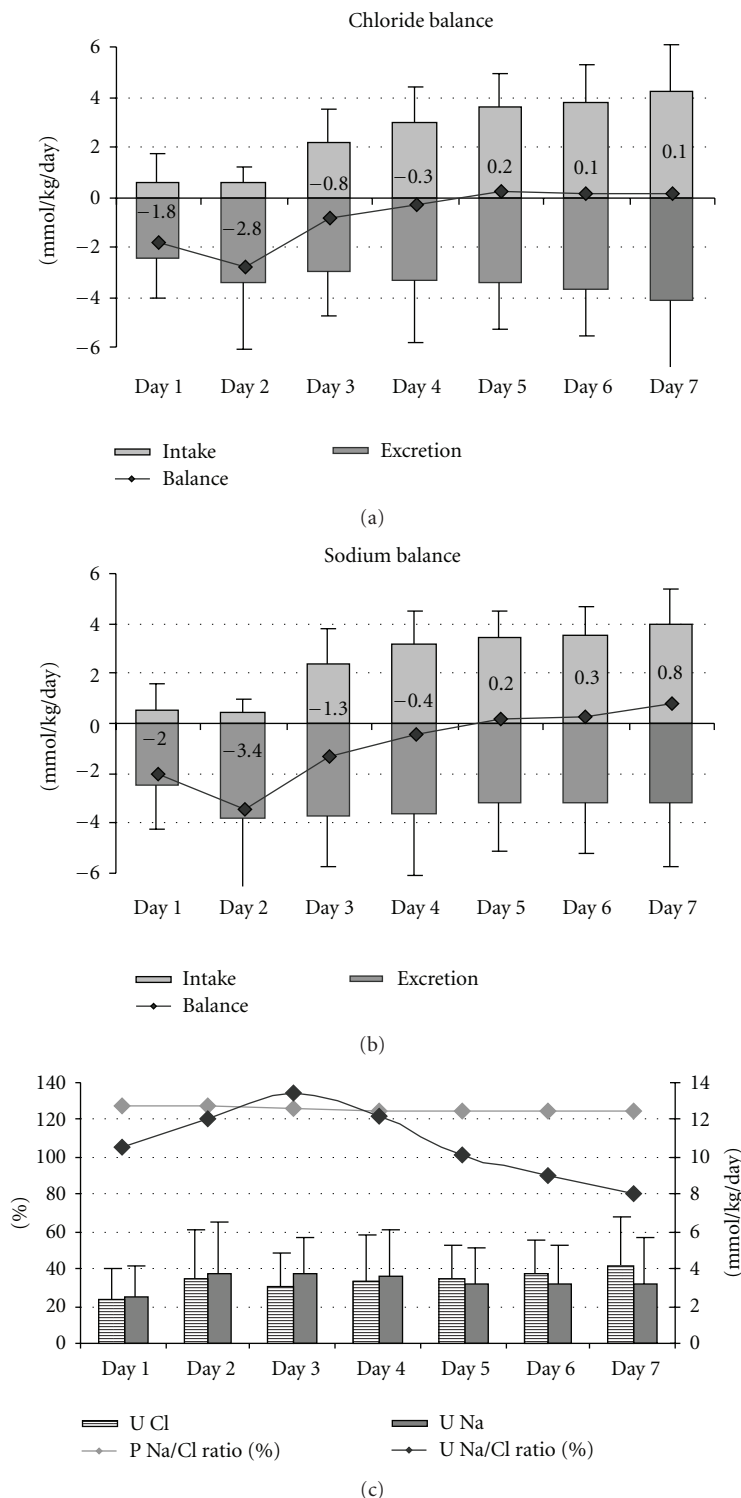 Chloride balance
6
4
2
0
−2
−4
−6
(mmol/kg/day)
−1.8
−2.8
−0.8
−0.3
0.2
0.1
0.1
Day 1 Day 2 Day 3 Day 4 Day 5 Day 6 Day 7
Intake Excretion
Balance
(a)
Sodium balance
6
4
2
0
−2
−4
−6
(mmol/kg/day)
−2
−3.4
−1.3
−0.4
0.2
0.3
0.8
Day 1 Day 2 Day 3 Day 4 Day 5 Day 6 Day 7
Intake Excretion
Balance
(b)
140
120
100
80
60
40
20
0
(%)
14
12
10
8
6
4
2
0
(mmol/kg/day)
Day 1 Day 2 Day 3 Day 4 Day 5 Day 6 Day 7
U Cl U Na
P Na/Cl ratio (%) U Na/Cl ratio (%)
(c)